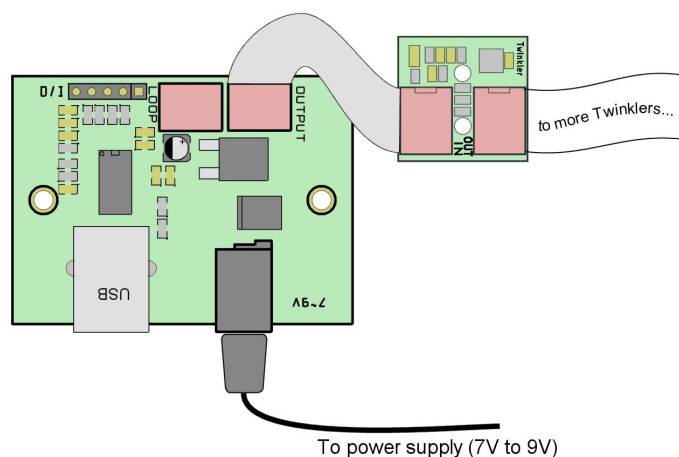 Twinkler
I/O
LOOP
OUTPUT
IN
OUT
to more Twinklers...
USB
7~9V
To power supply (7V to 9V)